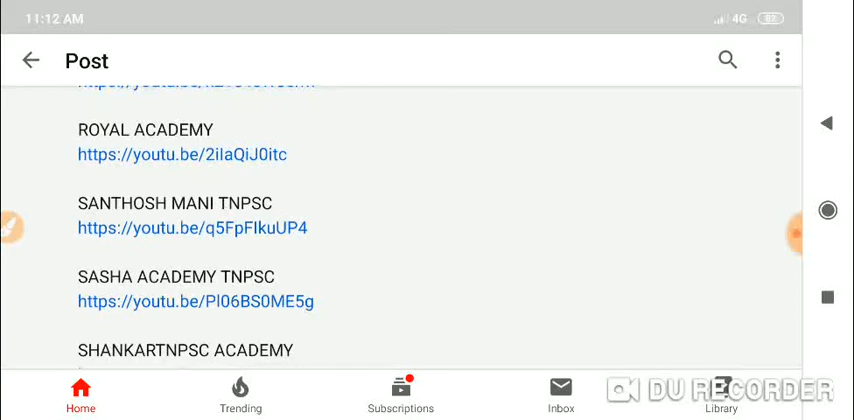 11:12 AM
4G
Post
ROYAL ACADEMY
https://youtu.be/2iIaQiJ0itc
SANTHOSH MANI TNPSC
https://youtu.be/q5FpFIkuUP4
SASHA ACADEMY TNPSC
https://youtu.be/Pl06BS0ME5g
SHANKARTNPSC ACADEMY
Home
Trending
Subscriptions
Inbox
Library
DU RECORDER